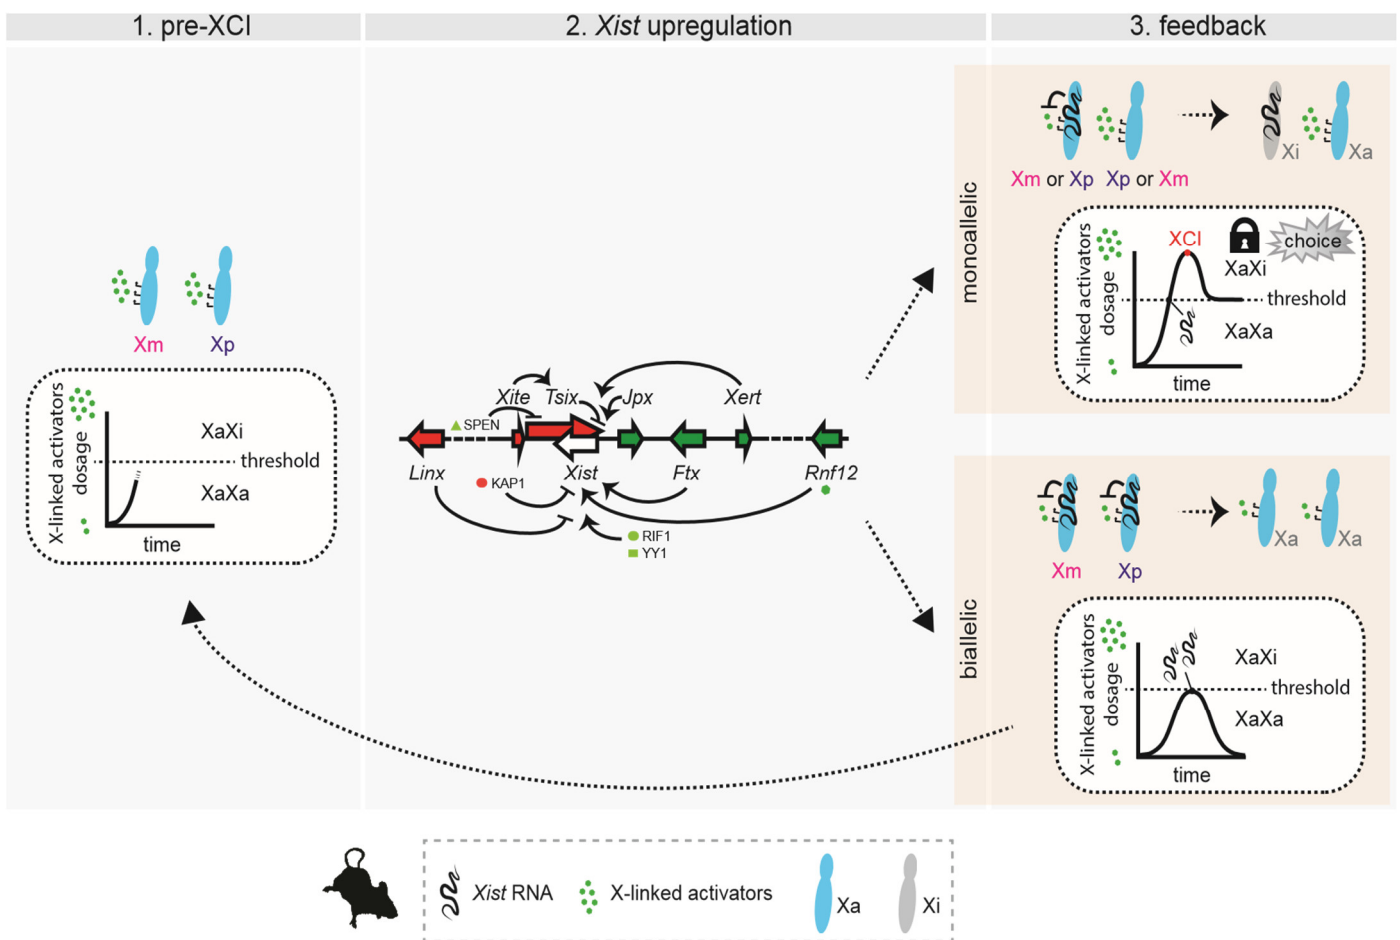 1. pre-XCI
2. Xist upregulation
3. feedback
Xm
Xp
X-linked activators
dosage
XaXi
threshold
XaXa
time
Xite
Tsix
Jpx
Xert
SPEN
Linx
KAP1
Xist
Ftx
Rnf12
RIF1
YY1
monoallelic
Xi
Xa
Xm or Xp
Xp or Xm
X-linked activators
dosage
XCI
choice
XaXi
threshold
XaXa
time
biallelic
Xm
Xp
Xa
Xa
X-linked activators
dosage
XaXi
threshold
XaXa
time
Xist RNA
X-linked activators
Xa
Xi